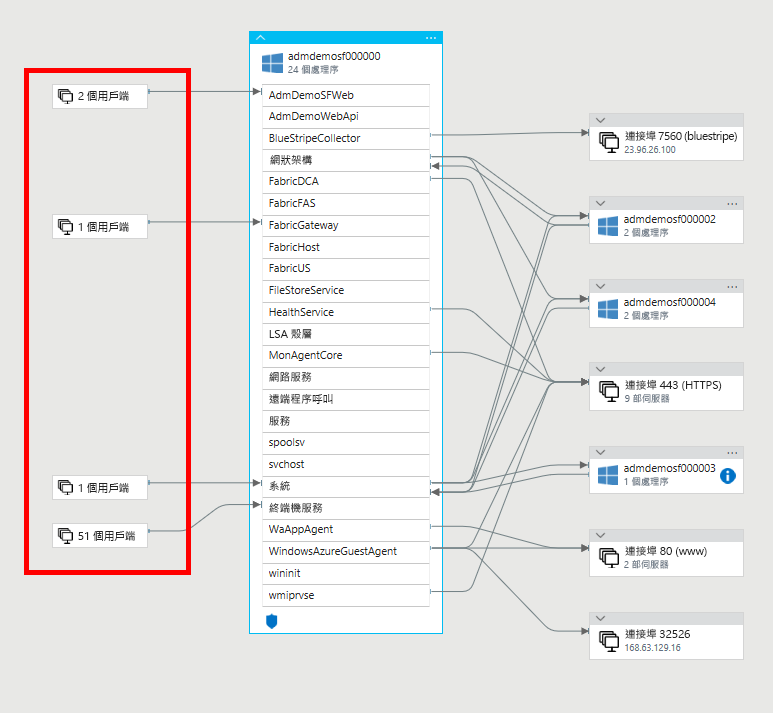 2 個用戶端
1 個用戶端
1 個用戶端
51 個用戶端
admdemosf000000
24 個處理序
AdmDemoSFWeb
AdmDemoWebApi
BlueStripeCollector
網狀架構
FabricDCA
FabricFAS
FabricGateway
FabricHost
FabricUS
FileStoreService
HealthService
LSA 殼層
MonAgentCore
網路服務
遠端程序呼叫
服務
spoolsv
svchost
系統
終端機服務
WaAppAgent
WindowsAzureGuestAgent
wininit
wmiprvse
連接埠 7560 (bluestripe)
23.96.26.100
admdemosf000002
2 個處理序
admdemosf000004
2 個處理序
連接埠 443 (HTTPS)
9 部伺服器
admdemosf000003
1 個處理序
連接埠 80 (www)
2 部伺服器
連接埠 32526
168.63.129.16